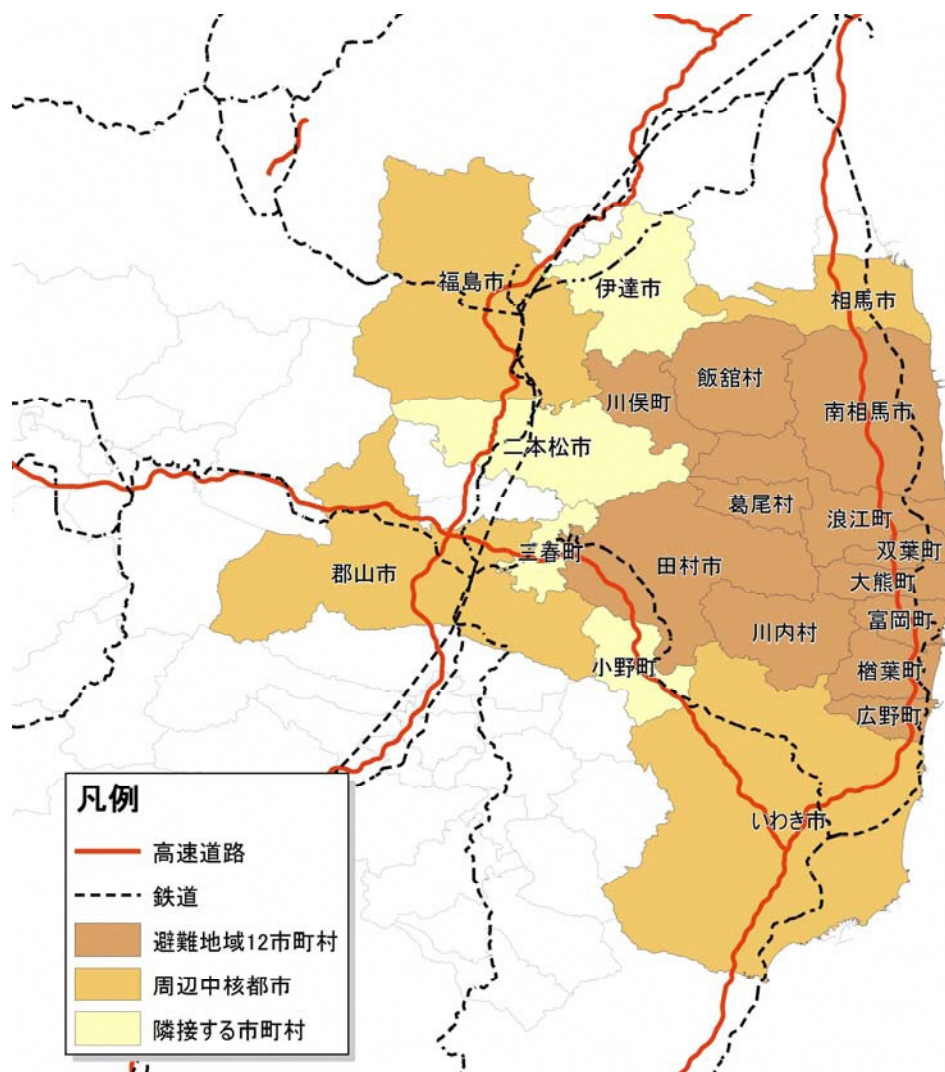 福島市
伊達市
相馬市
飯舘村
川俣町
南相馬市
二本松市
葛尾村
浪江町
双葉町
三春町
田村市
大熊町
郡山市
富岡町
川内村
小野町
楢葉町
広野町
いわき市
凡例
高速道路
鉄道
避難地域12市町村
周辺中核都市
隣接する市町村